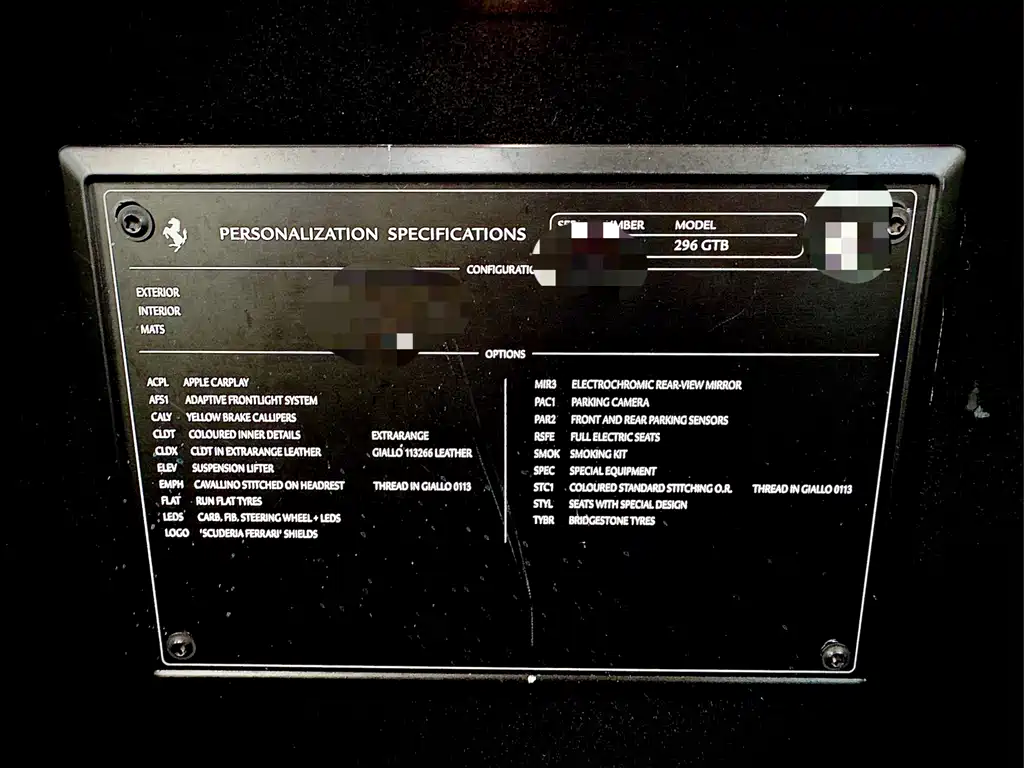 PERSONALIZATION SPECIFICATIONS
MODEL
296 GTB
EXTERIOR
INTERIOR
MATS
OPTIONS
ACPL APPLE CARPLAY
AFS1 ADAPTIVE FRONTLIGHT SYSTEM
CALY YELLOW BRAKE CALLIPERS
CLDT COLOURED INNER DETAILS EXTRARANGE
CLDX CLDT IN EXTRARANGE LEATHER GIALLO 113266 LEATHER
ELEV SUSPENSION LIFTER
EMPH CAVALLINO STITCHED ON HEADREST THREAD IN GIALLO 0113
FLAT RUN FLAT TYRES
LEDS CARB. FIB. STEERING WHEEL + LEDS
LOGO 'SCUDERIA FERRARI' SHIELDS
MIR3 ELECTROCHROMIC REAR-VIEW MIRROR
PAC1 PARKING CAMERA
PAR2 FRONT AND REAR PARKING SENSORS
RSFE FULL ELECTRIC SEATS
SMOK SMOKING KIT
SPEC SPECIAL EQUIPMENT
STC1 COLOURED STANDARD STITCHING O.R. THREAD IN GIALLO 0113
STYL SEATS WITH SPECIAL DESIGN
TYBR BRIDGESTONE TYRES